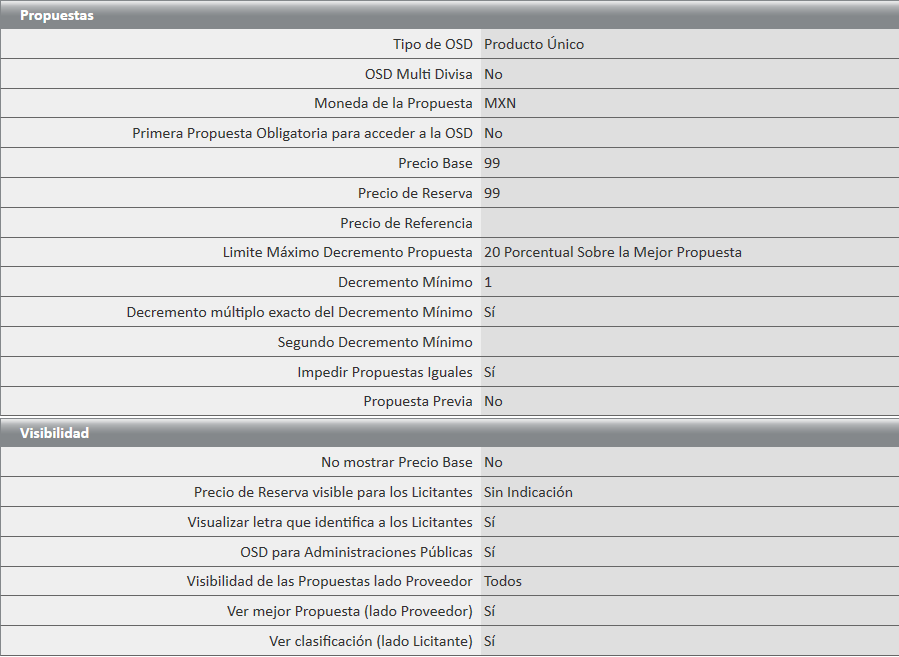 Propuestas
Tipo de OSD Producto Único
OSD Multi Divisa No
Moneda de la Propuesta MXN
Primera Propuesta Obligatoria para acceder a la OSD No
Precio Base 99
Precio de Reserva 99
Precio de Referencia
Limite Máximo Decremento Propuesta 20 Porcentual Sobre la Mejor Propuesta
Decremento Mínimo 1
Decremento múltiplo exacto del Decremento Mínimo Sí
Segundo Decremento Mínimo
Impedir Propuestas Iguales Sí
Propuesta Previa No
Visibilidad
No mostrar Precio Base No
Precio de Reserva visible para los Licitantes Sin Indicación
Visualizar letra que identifica a los Licitantes Sí
OSD para Administraciones Públicas Sí
Visibilidad de las Propuestas lado Proveedor Todos
Ver mejor Propuesta (lado Proveedor) Sí
Ver clasificación (lado Licitante) Sí